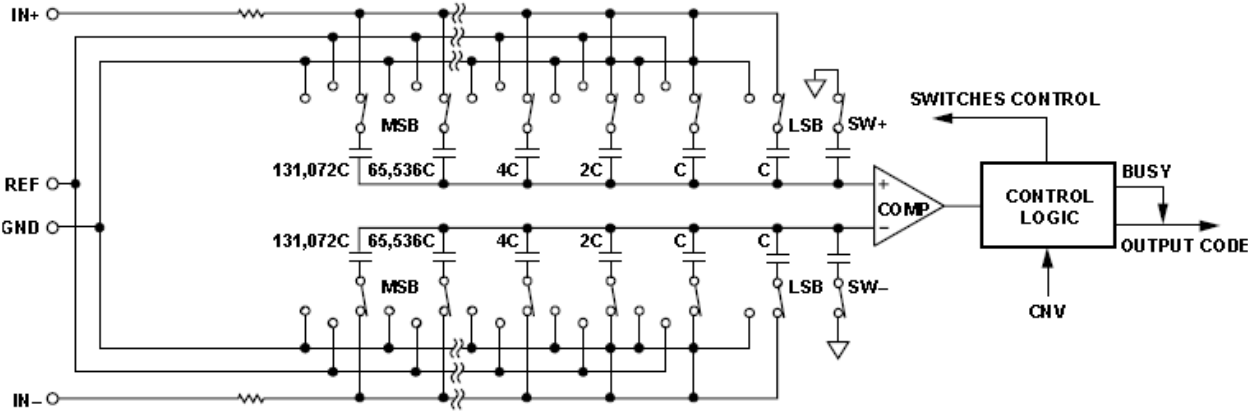 IN+
MSB
LSB
SW+
SWITCHES CONTROL
131,072C 65,536C 4C 2C C C
BUSY
REF
+
COMP
CONTROL
LOGIC
GND
–
OUTPUT CODE
131,072C 65,536C 4C 2C C C
MSB
LSB
SW–
CNV
IN–